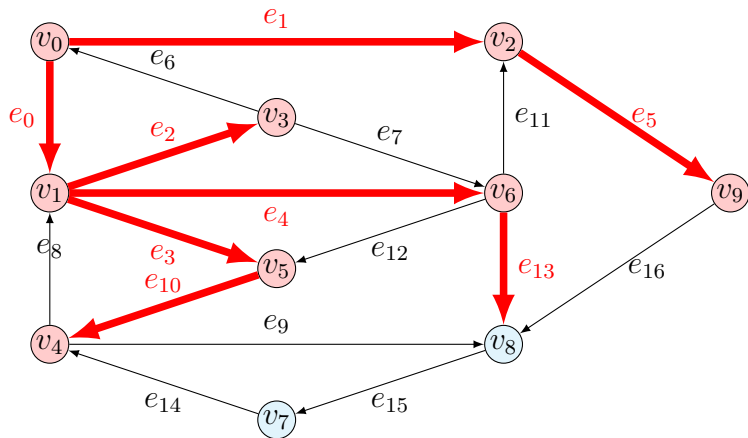 e₁
v₀
v₂
e₆
e₀
e₂
v₃
e₇
e₁₁
e₅
v₁
v₆
v₉
e₄
e₈
e₃
e₁₂
e₁₀
v₅
e₁₃
e₁₆
e₉
v₄
v₈
e₁₄
e₁₅
v₇